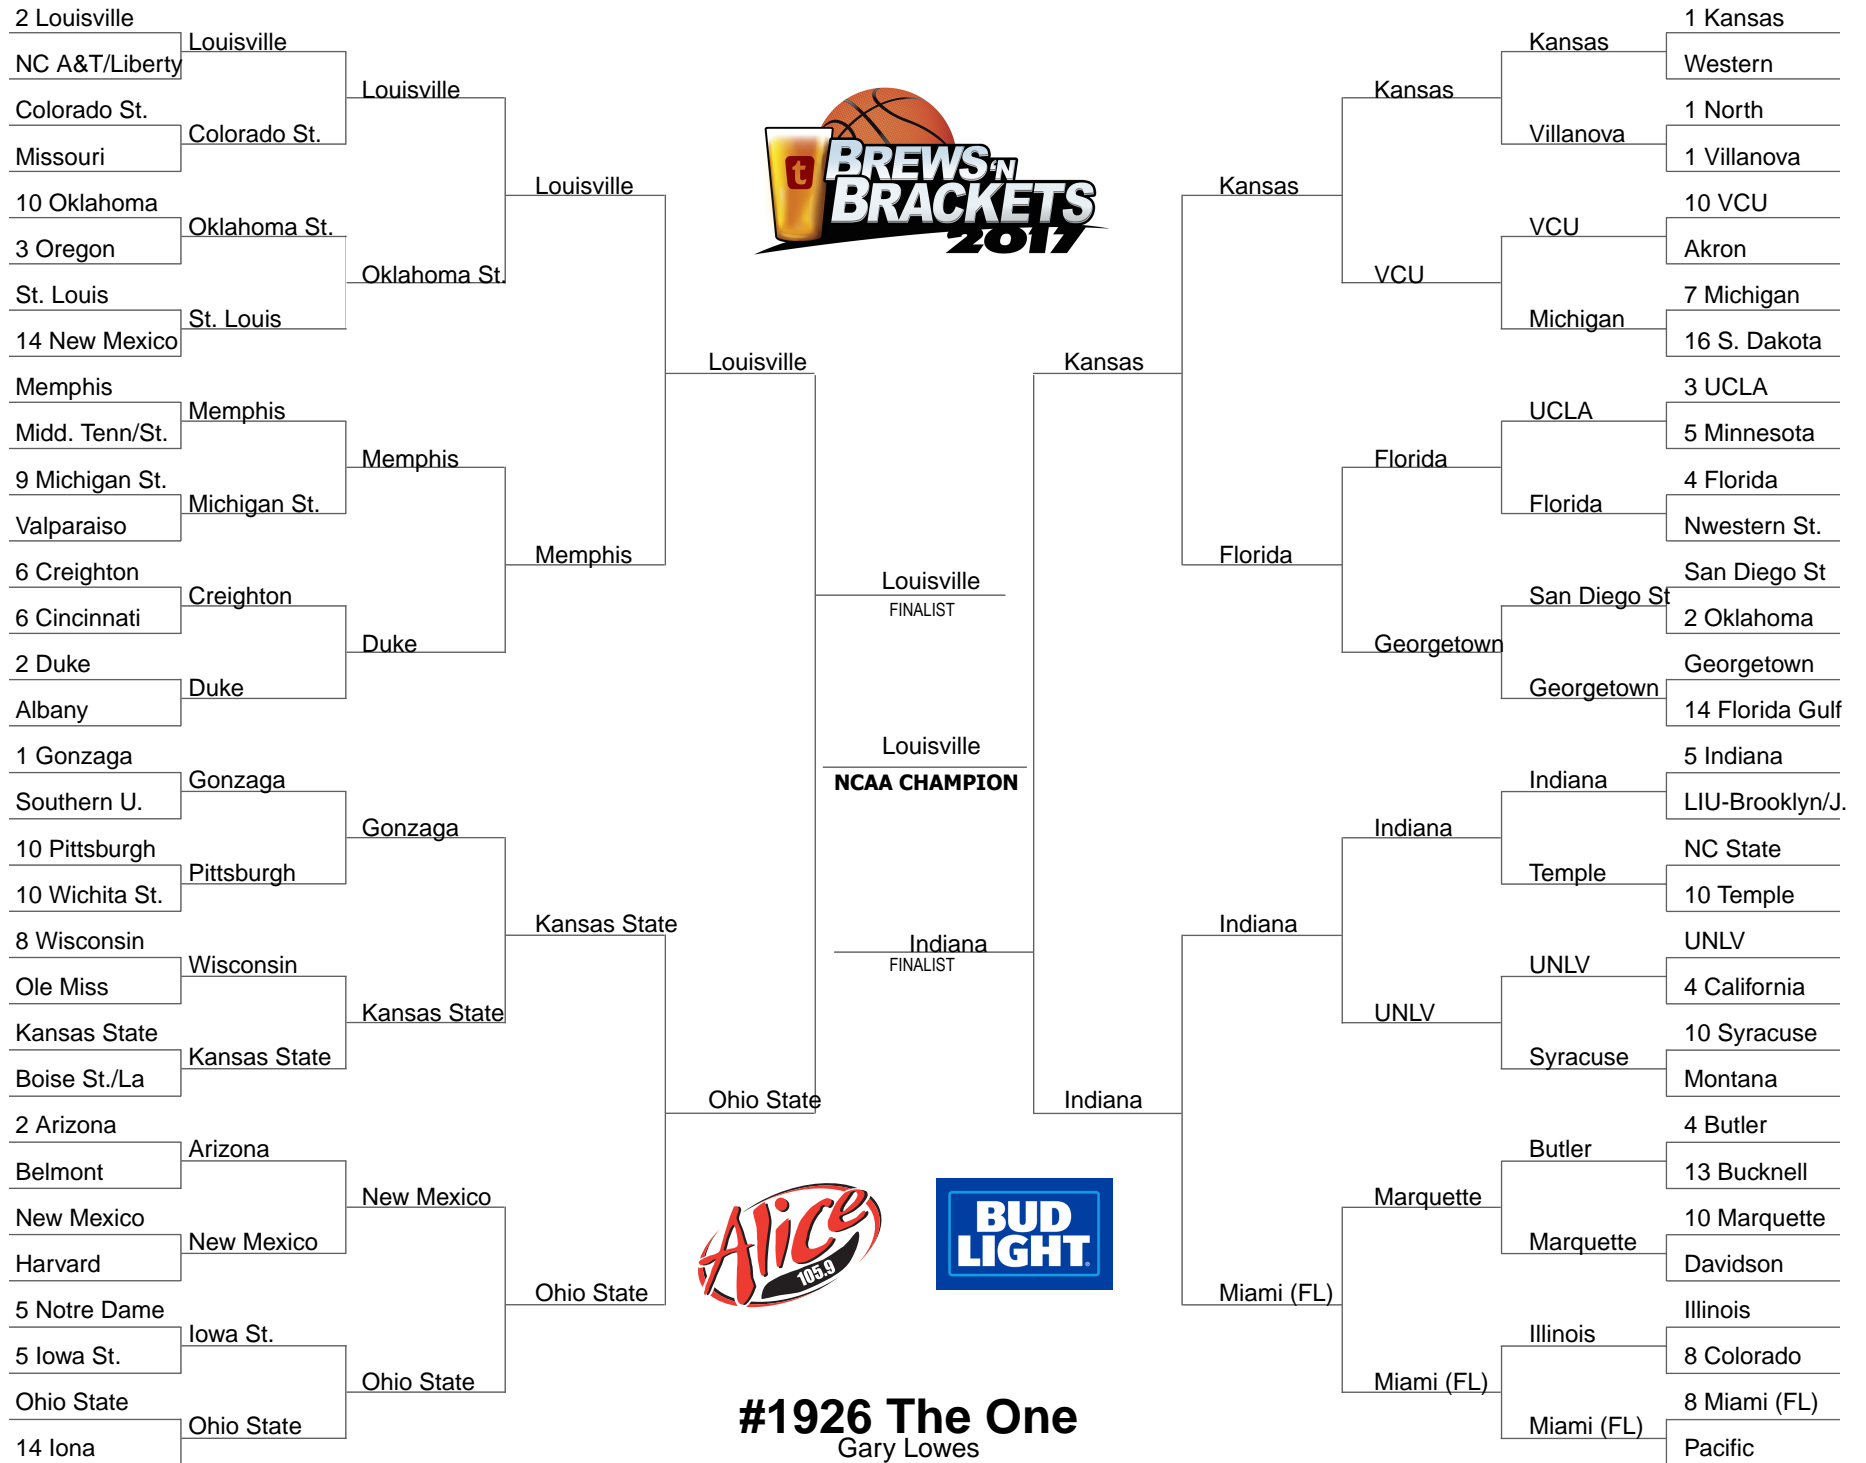 2 Louisville
NC A&T/Liberty
Colorado St.
Missouri
10 Oklahoma
3 Oregon
St. Louis
14 New Mexico
Memphis
Midd. Tenn/St.
9 Michigan St.
Valparaiso
6 Creighton
6 Cincinnati
2 Duke
Albany
1 Gonzaga
Southern U.
10 Pittsburgh
10 Wichita St.
8 Wisconsin
Ole Miss
Kansas State
Boise St./La
2 Arizona
Belmont
New Mexico
Harvard
5 Notre Dame
5 Iowa St.
Ohio State
14 Iona
Louisville
Colorado St.
Oklahoma St.
St. Louis
Memphis
Michigan St.
Creighton
Duke
Gonzaga
Pittsburgh
Wisconsin
Kansas State
Arizona
New Mexico
Iowa St.
Ohio State
Louisville
Oklahoma St.
Memphis
Duke
Gonzaga
Kansas State
New Mexico
Ohio State
Louisville
Memphis
Kansas State
Ohio State
Louisville
Ohio State
t
BREWS 'N
BRACKETS
2017
Louisville
FINALIST
Louisville
NCAA CHAMPION
Indiana
FINALIST
Alice
105.9
BUD
LIGHT.
#1926 The One
Gary Lowes
Kansas
Indiana
Kansas
Florida
Indiana
Miami (FL)
Kansas
VCU
Florida
Georgetown
Indiana
UNLV
Marquette
Miami (FL)
Kansas
Villanova
VCU
Michigan
UCLA
Florida
San Diego St
Georgetown
Indiana
Temple
UNLV
Syracuse
Butler
Marquette
Illinois
Miami (FL)
1 Kansas
Western
1 North
1 Villanova
10 VCU
Akron
7 Michigan
16 S. Dakota
3 UCLA
5 Minnesota
4 Florida
Nwestern St.
San Diego St
2 Oklahoma
Georgetown
14 Florida Gulf
5 Indiana
LIU-Brooklyn/J.
NC State
10 Temple
UNLV
4 California
10 Syracuse
Montana
4 Butler
13 Bucknell
10 Marquette
Davidson
Illinois
8 Colorado
8 Miami (FL)
Pacific